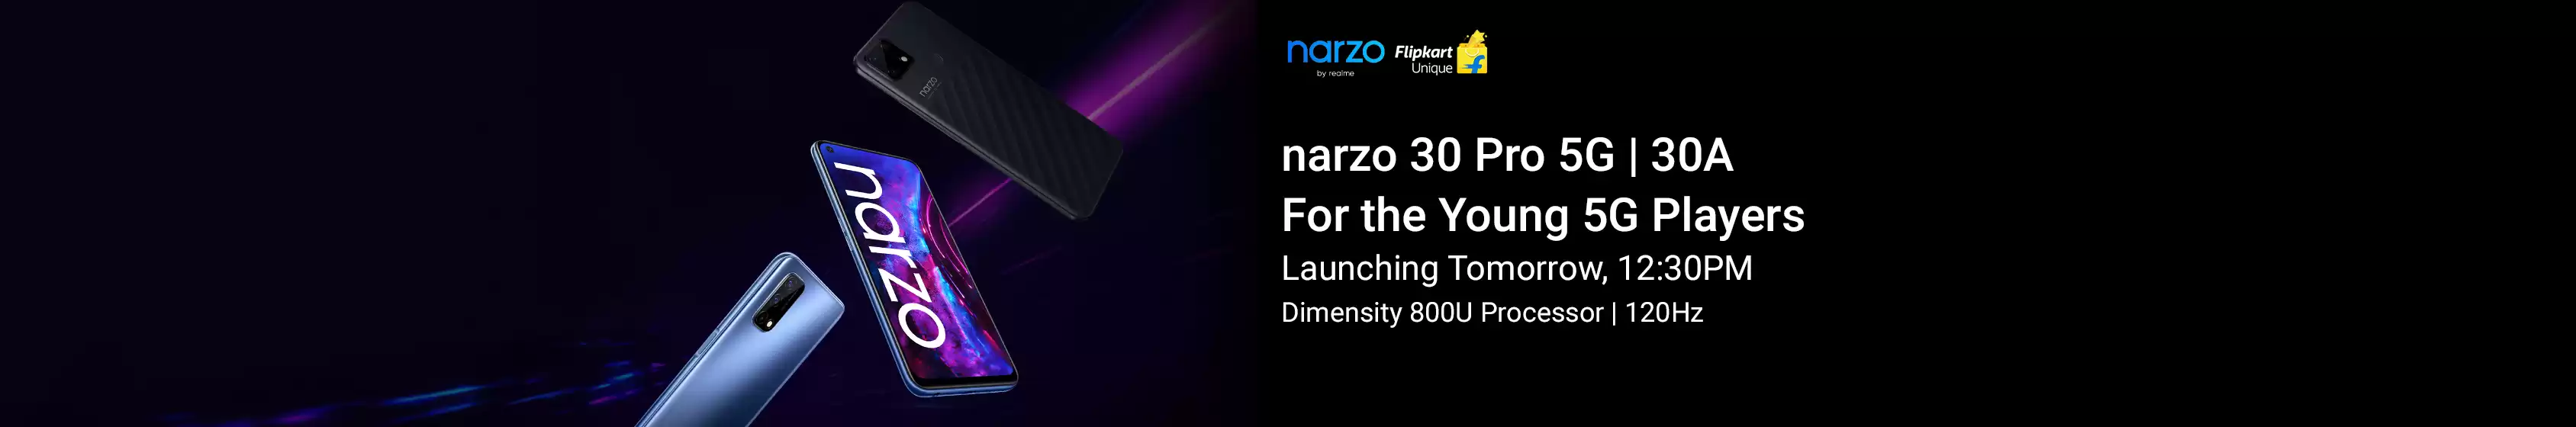 narzo
by realme
Flipkart
Unique
narzo
narzo
narzo 30 Pro 5G | 30A
For the Young 5G Players
Launching Tomorrow, 12:30PM
Dimensity 800U Processor | 120Hz